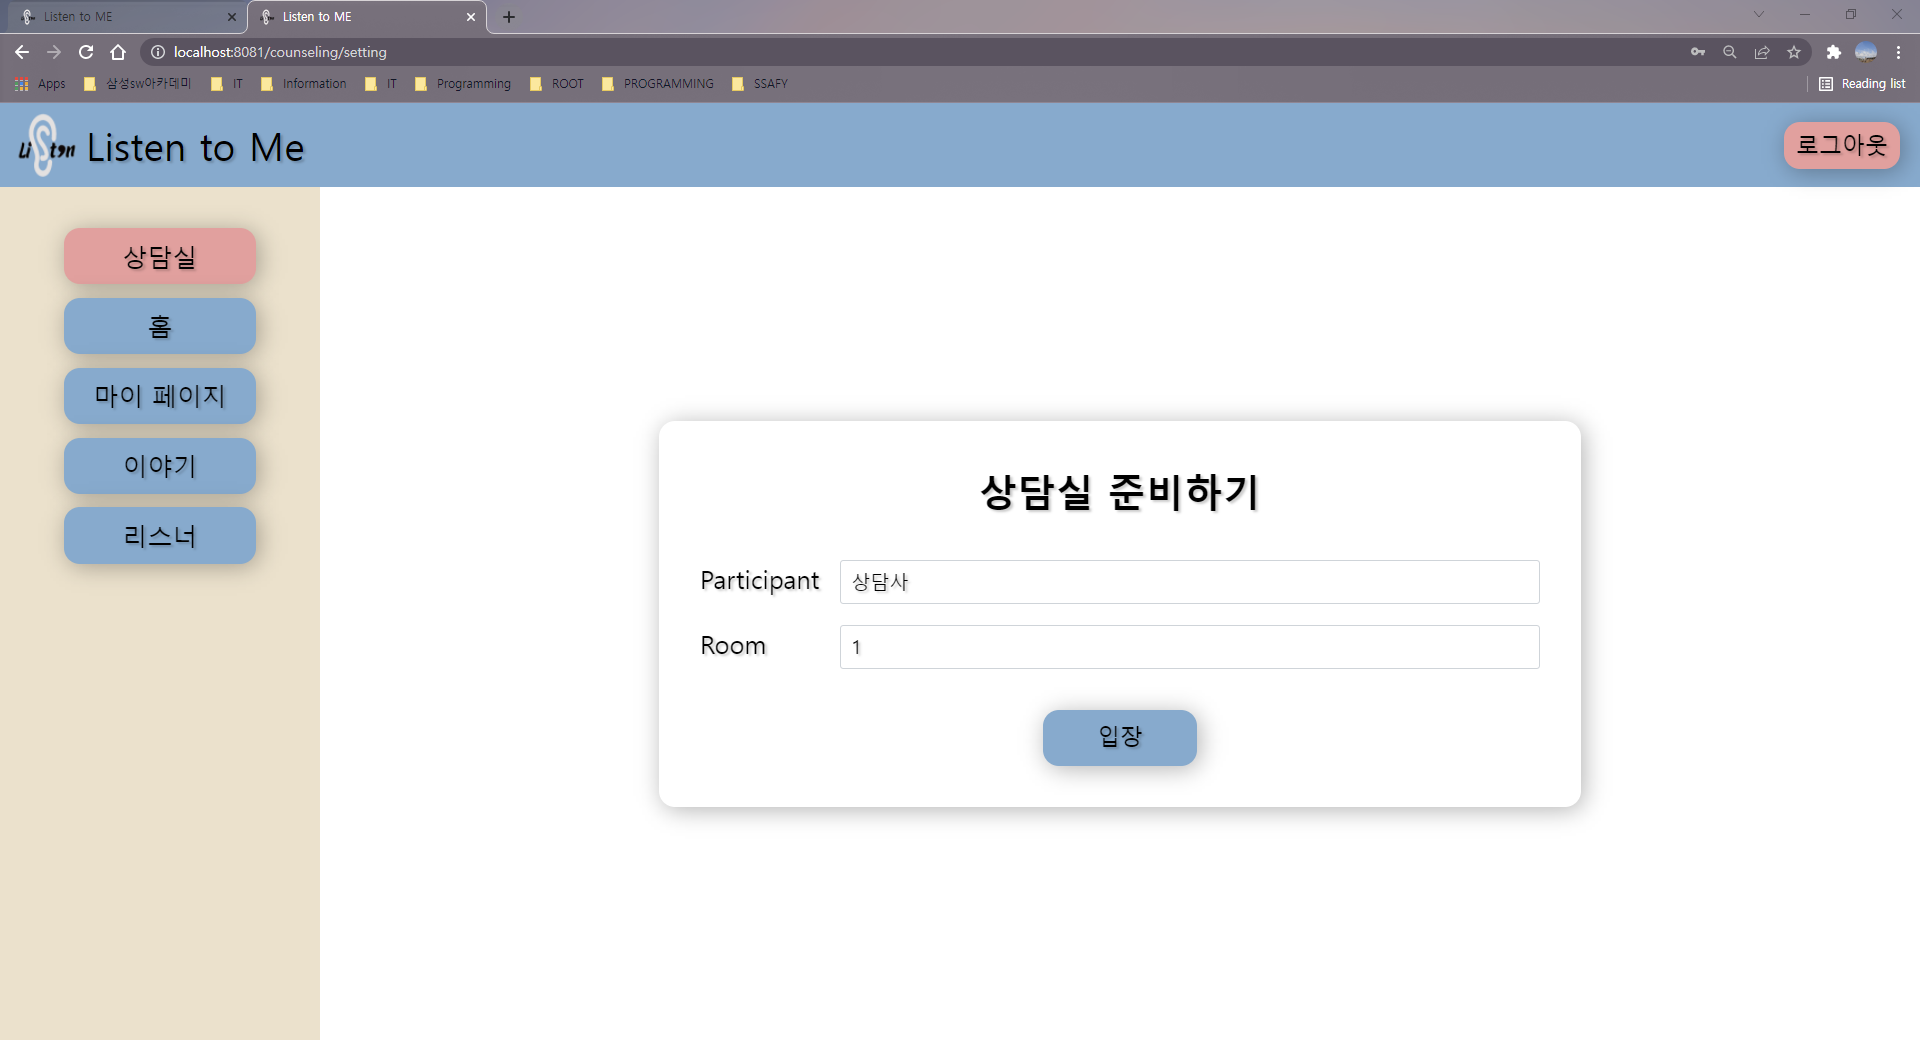 Listen to ME
Listen to ME
localhost:8081/counseling/setting
Apps 삼성sw아카데미 IT Information IT Programming ROOT PROGRAMMING SSAFY Reading list
Listen Listen to Me 로그아웃
상담실
홈
마이 페이지
이야기
리스너
상담실 준비하기
Participant 상담사
Room 1
입장